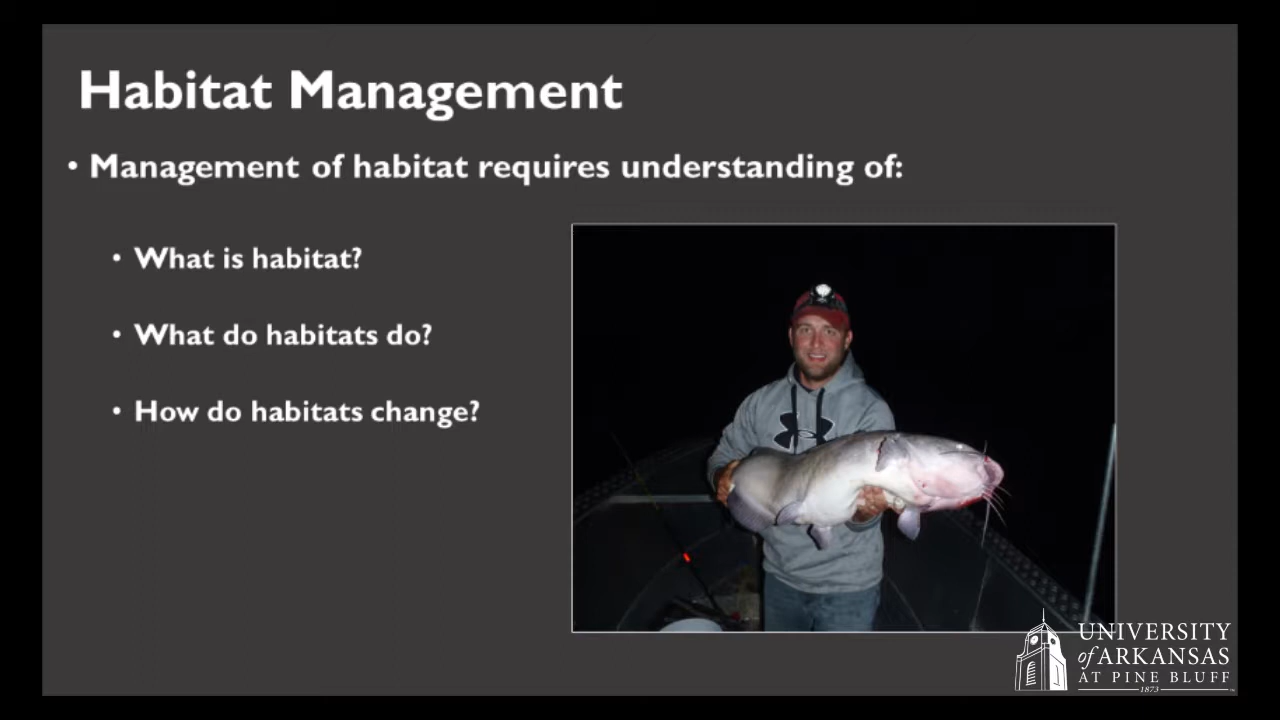 Habitat Management
• Management of habitat requires understanding of:
• What is habitat?
• What do habitats do?
• How do habitats change?
UNIVERSITY
of ARKANSAS
AT PINE BLUFF
1873